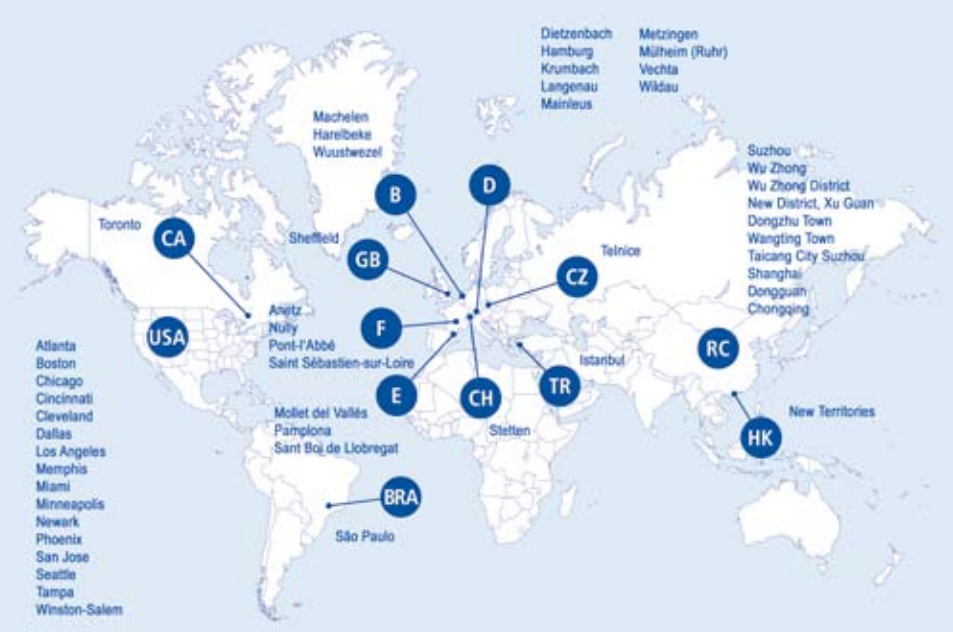 Dietzenbach
Hamburg
Krumbach
Langenau
Mainleus
Metzingen
Mülheim (Ruhr)
Vechta
Wildau
Machelen
Harelbeke
Wuustwezel
B
D
Suzhou
Wu Zhong
Wu Zhong District
New District, Xu Guan
Dongzhu Town
Wangting Town
Taicang City Suzhou
Shanghai
Dongguan
Chongqing
Toronto
CA
Sheffield
GB
Telnice
CZ
USA
Anetz
Nully
Pont-l'Abbé
Saint Sébastien-sur-Loire
F
RC
Istanbul
TR
Atlanta
Boston
Chicago
Cincinnati
Cleveland
Dallas
Los Angeles
Memphis
Miami
Minneapolis
Newark
Phoenix
San Jose
Seattle
Tampa
Winston-Salem
E
CH
Stetten
Mollet del Vallés
Pamplona
Sant Boi de Llobregat
New Territories
HK
BRA
São Paulo